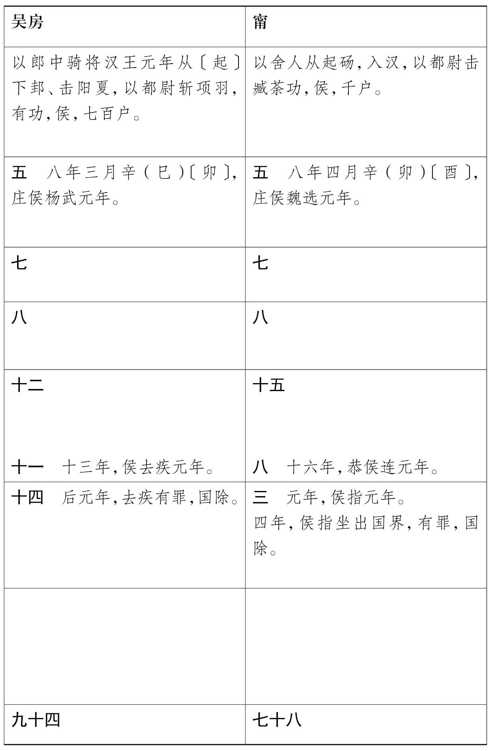 吴房
以郎中骑将汉王元年从〔起〕
下邽、击阳夏，以都尉斩项羽，
有功，侯，七百户。
五　八年三月辛（巳）〔卯〕，
庄侯杨武元年。
七
八
十二
十一　十三年，侯去疾元年。
十四　后元年，去疾有罪，国除。
九十四
甯
以舍人从起砀，入汉，以都尉击
臧荼功，侯，千户。
五　八年四月辛（卯）〔酉〕，
庄侯魏选元年。
七
八
十五
八　十六年，恭侯连元年。
三　元年，侯指元年。
四年，侯指坐出国界，有罪，国
除。
七十八